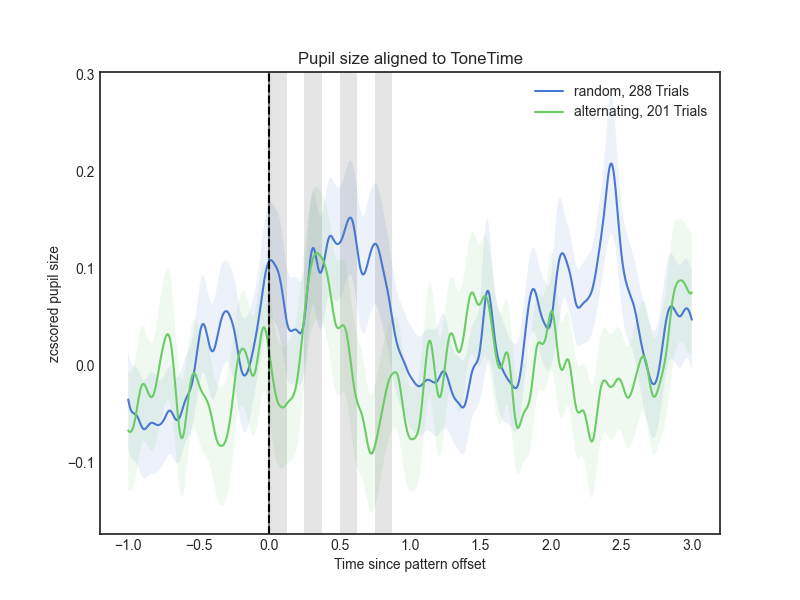 Pupil size aligned to ToneTime
random, 288 Trials
alternating, 201 Trials
zcscored pupil size
0.3
0.2
0.1
0.0
−0.1
−1.0 −0.5 0.0 0.5 1.0 1.5 2.0 2.5 3.0
Time since pattern offset